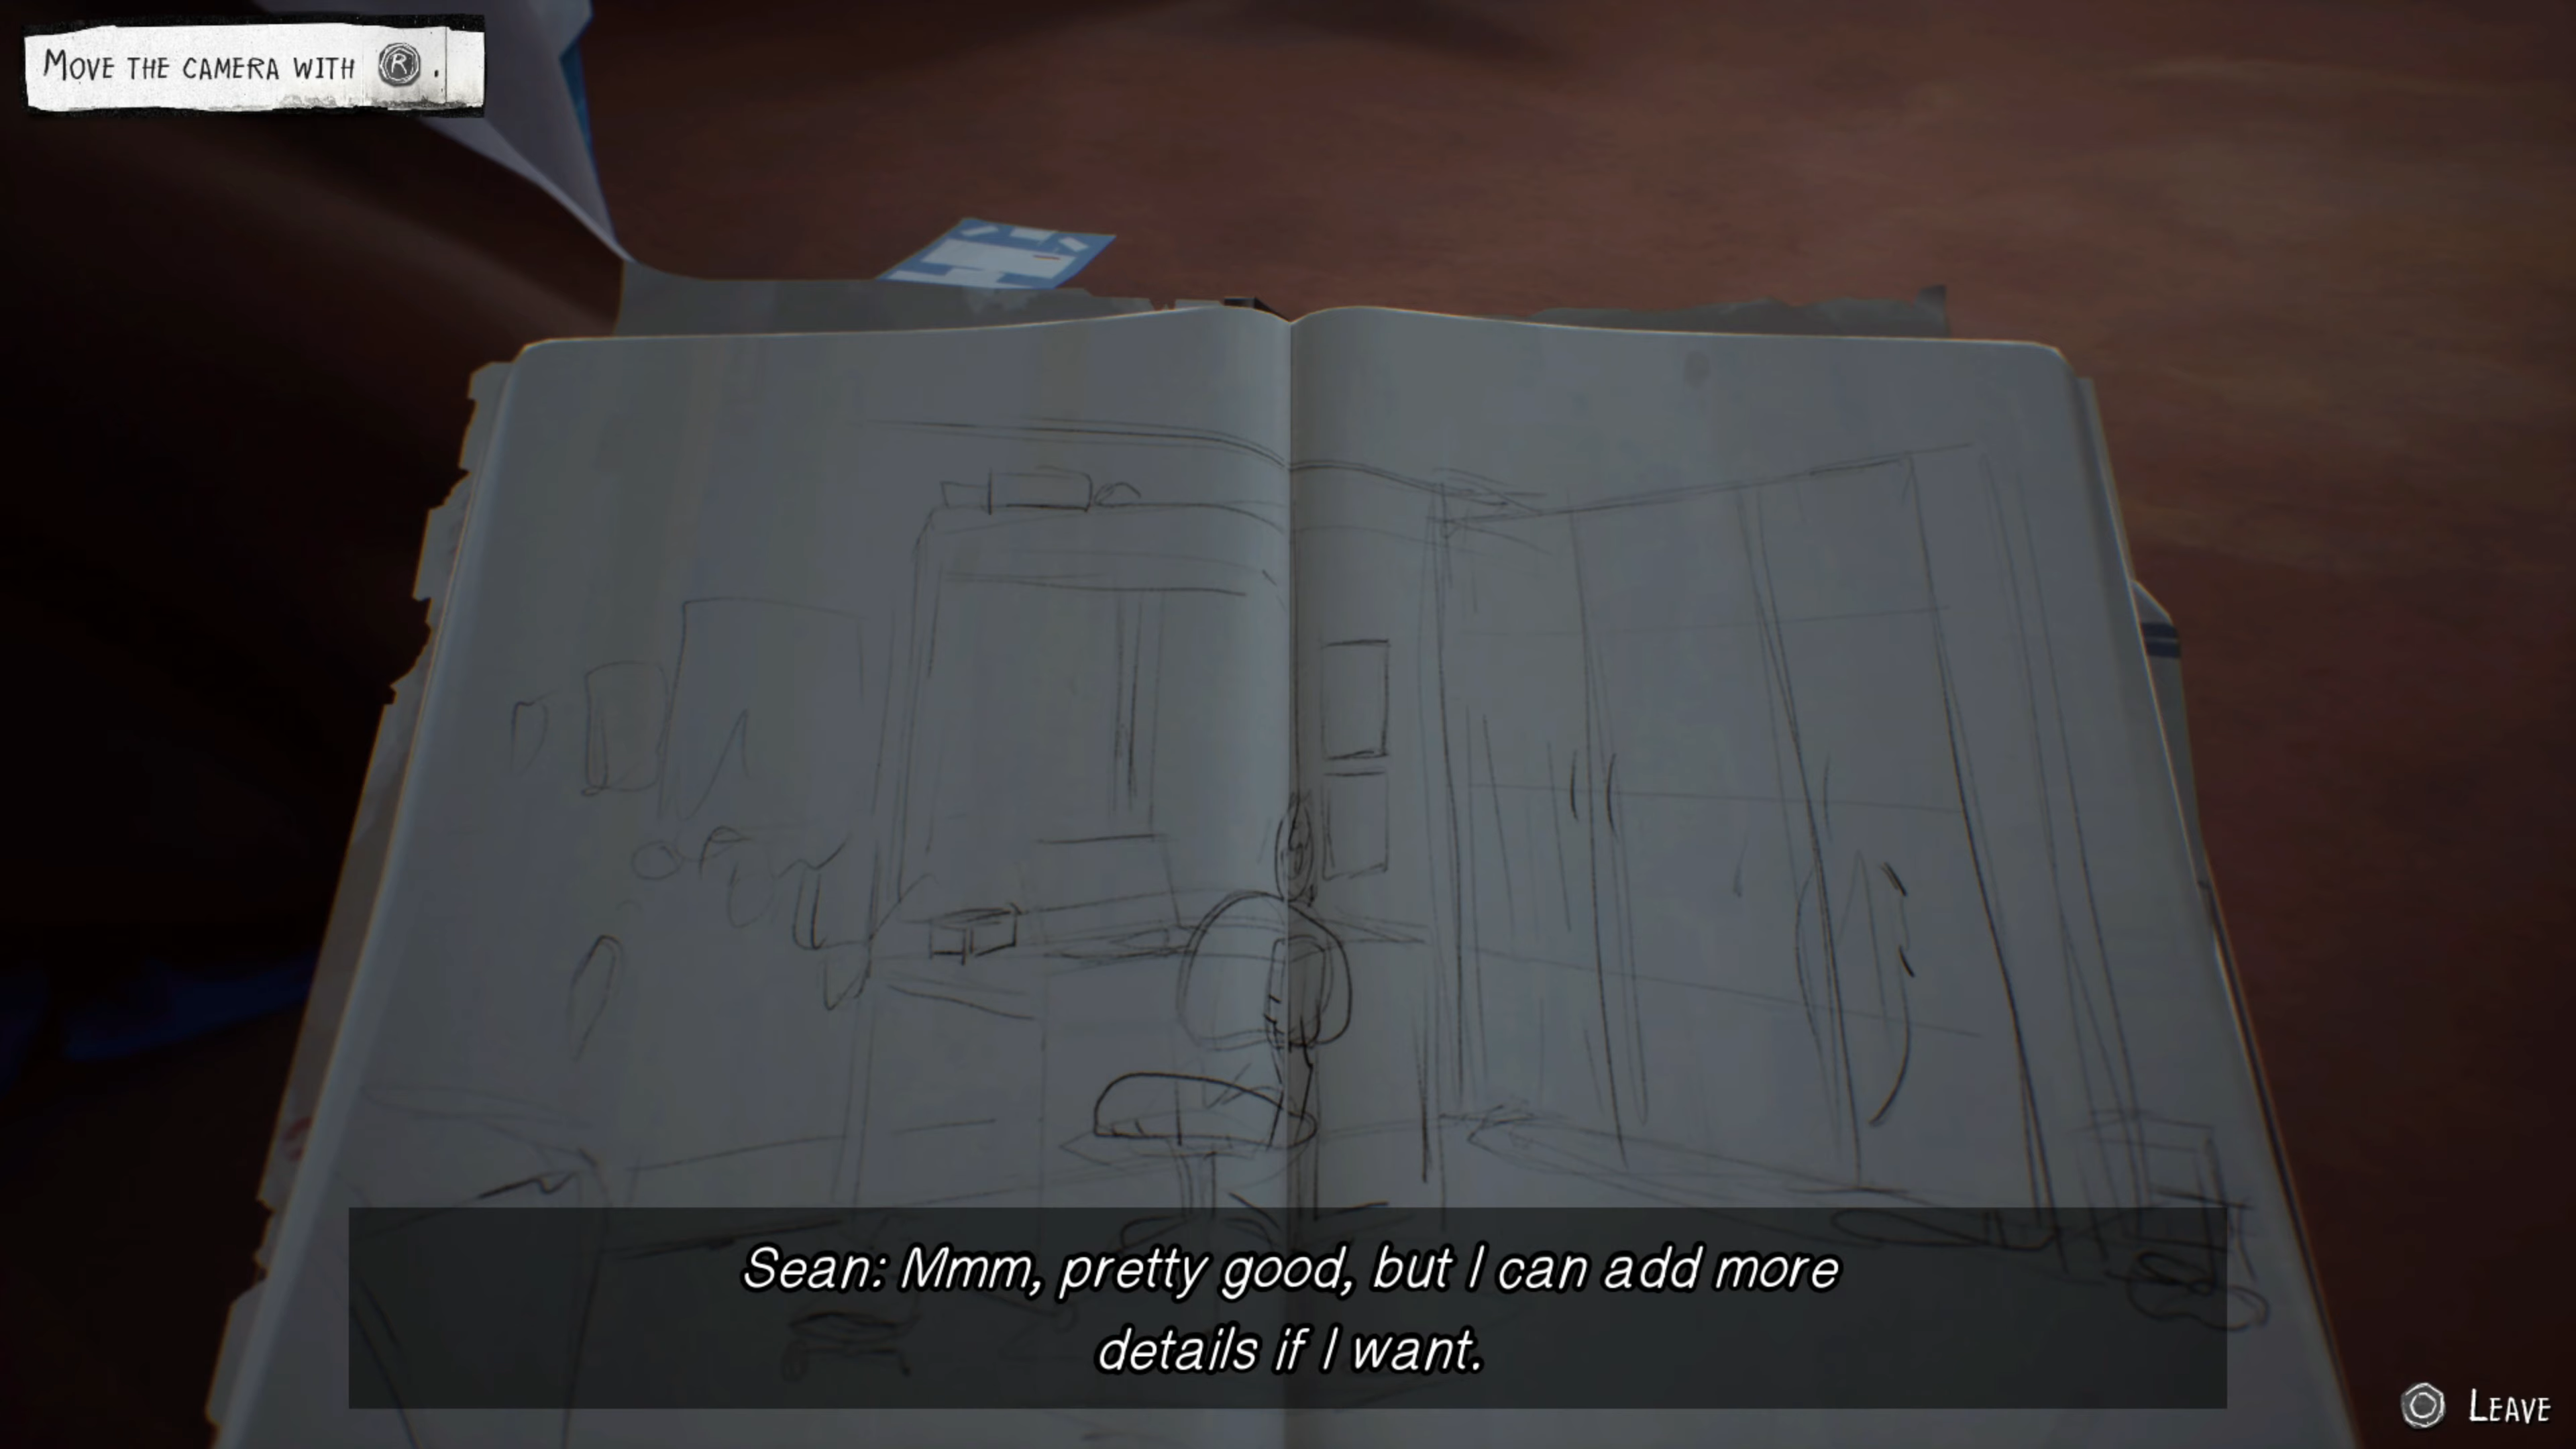 MOVE THE CAMERA WITH R.
Sean: Mmm, pretty good, but I can add more
details if I want.
LEAVE